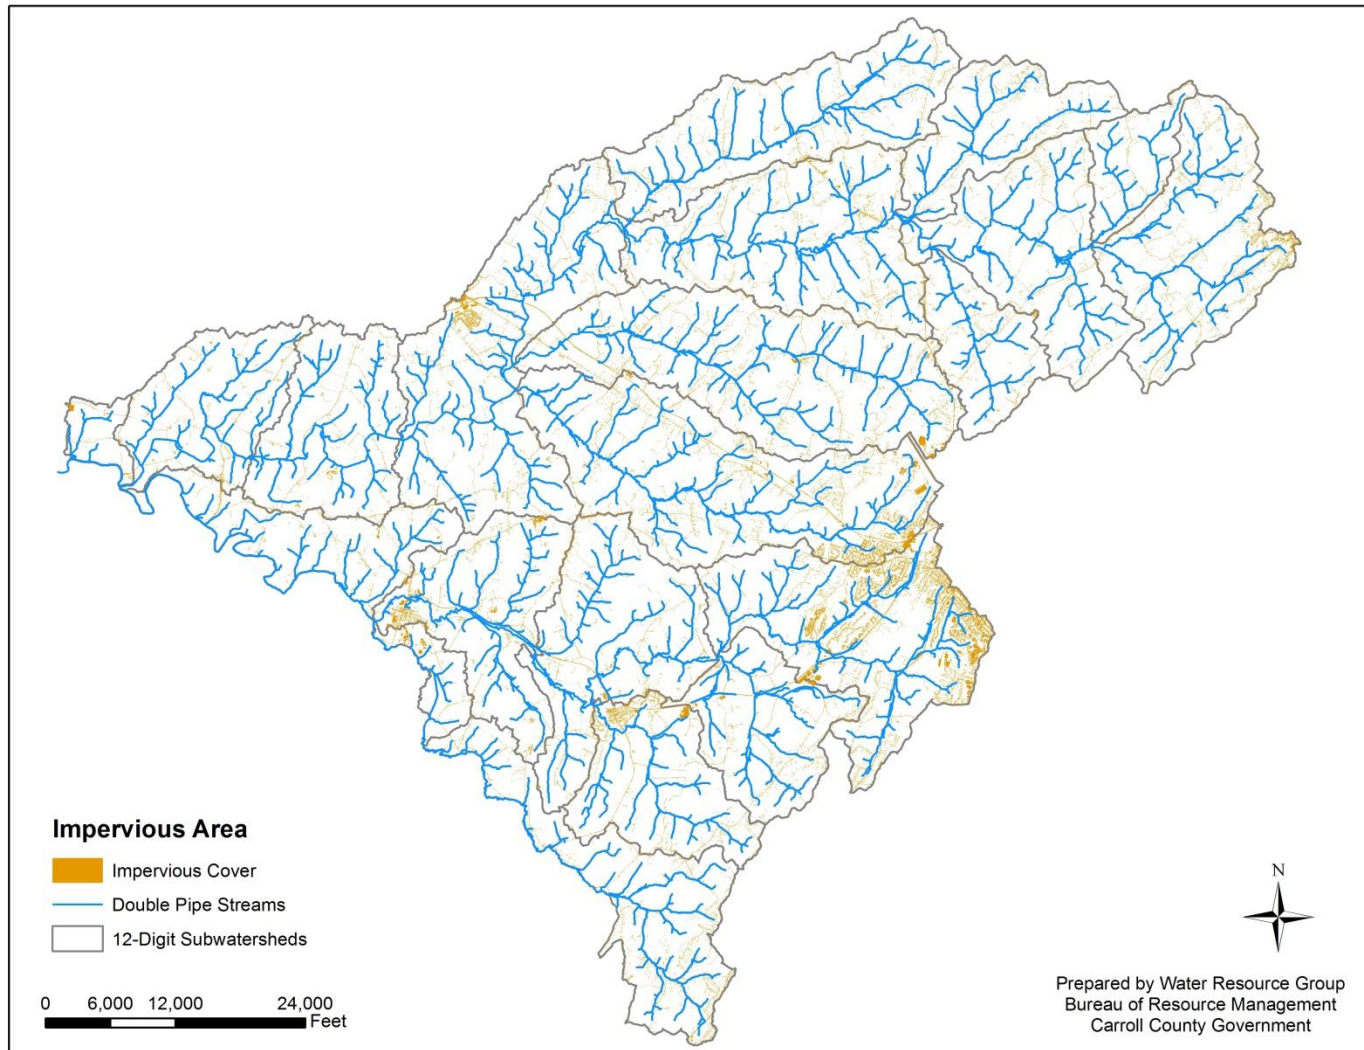 Impervious Area
Impervious Cover
Double Pipe Streams
12-Digit Subwatersheds
0 6,000 12,000 24,000
Feet
N
Prepared by Water Resource Group
Bureau of Resource Management
Carroll County Government